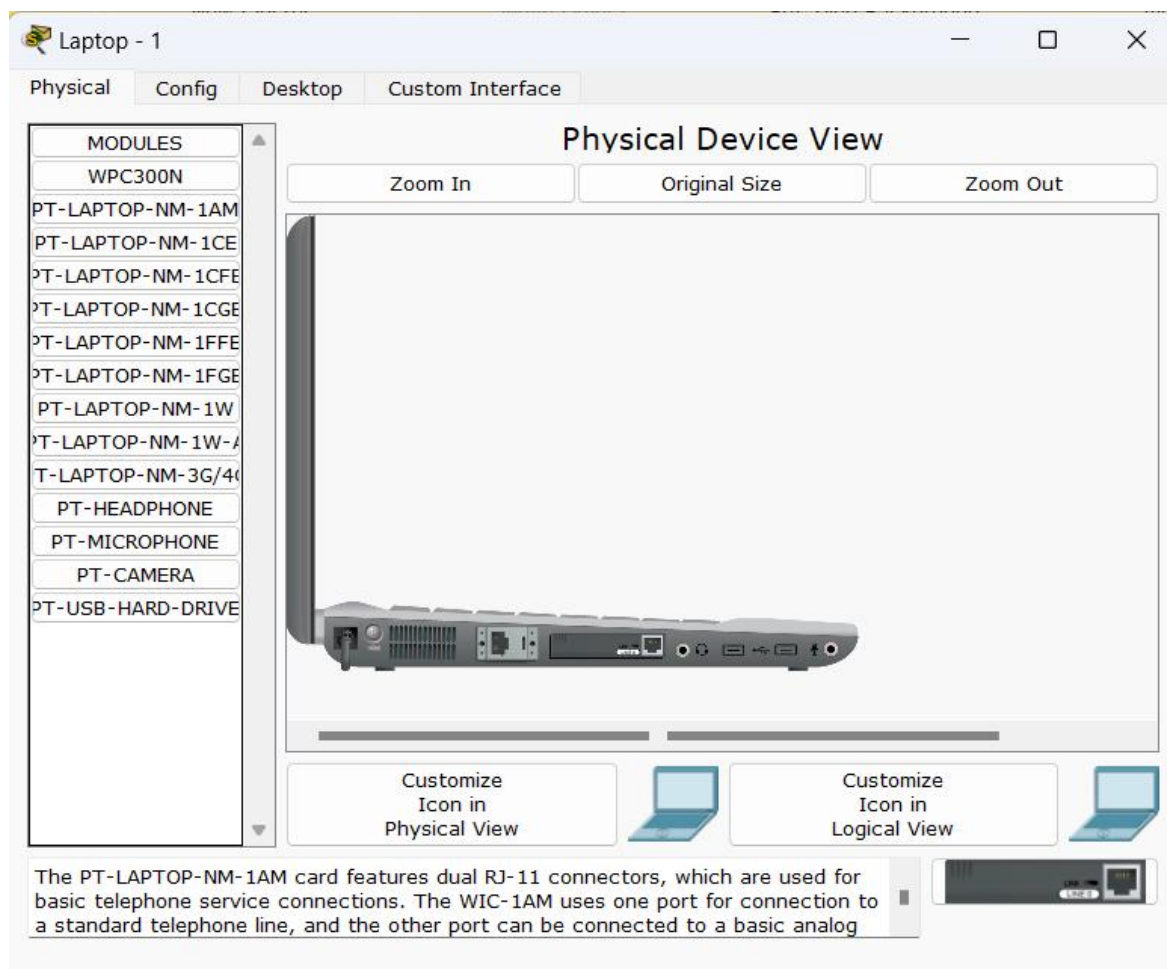 Laptop - 1
Physical Config Desktop Custom Interface
MODULES
WPC300N
PT-LAPTOP-NM-1AM
PT-LAPTOP-NM-1CE
PT-LAPTOP-NM-1CFE
PT-LAPTOP-NM-1CGE
PT-LAPTOP-NM-1FFE
PT-LAPTOP-NM-1FGE
PT-LAPTOP-NM-1W
PT-LAPTOP-NM-1W-A
T-LAPTOP-NM-3G/4
PT-HEADPHONE
PT-MICROPHONE
PT-CAMERA
PT-USB-HARD-DRIVE
Physical Device View
Zoom In Original Size Zoom Out
Customize
Icon in
Physical View
Customize
Icon in
Logical View
The PT-LAPTOP-NM-1AM card features dual RJ-11 connectors, which are used for
basic telephone service connections. The WIC-1AM uses one port for connection to
a standard telephone line, and the other port can be connected to a basic analog